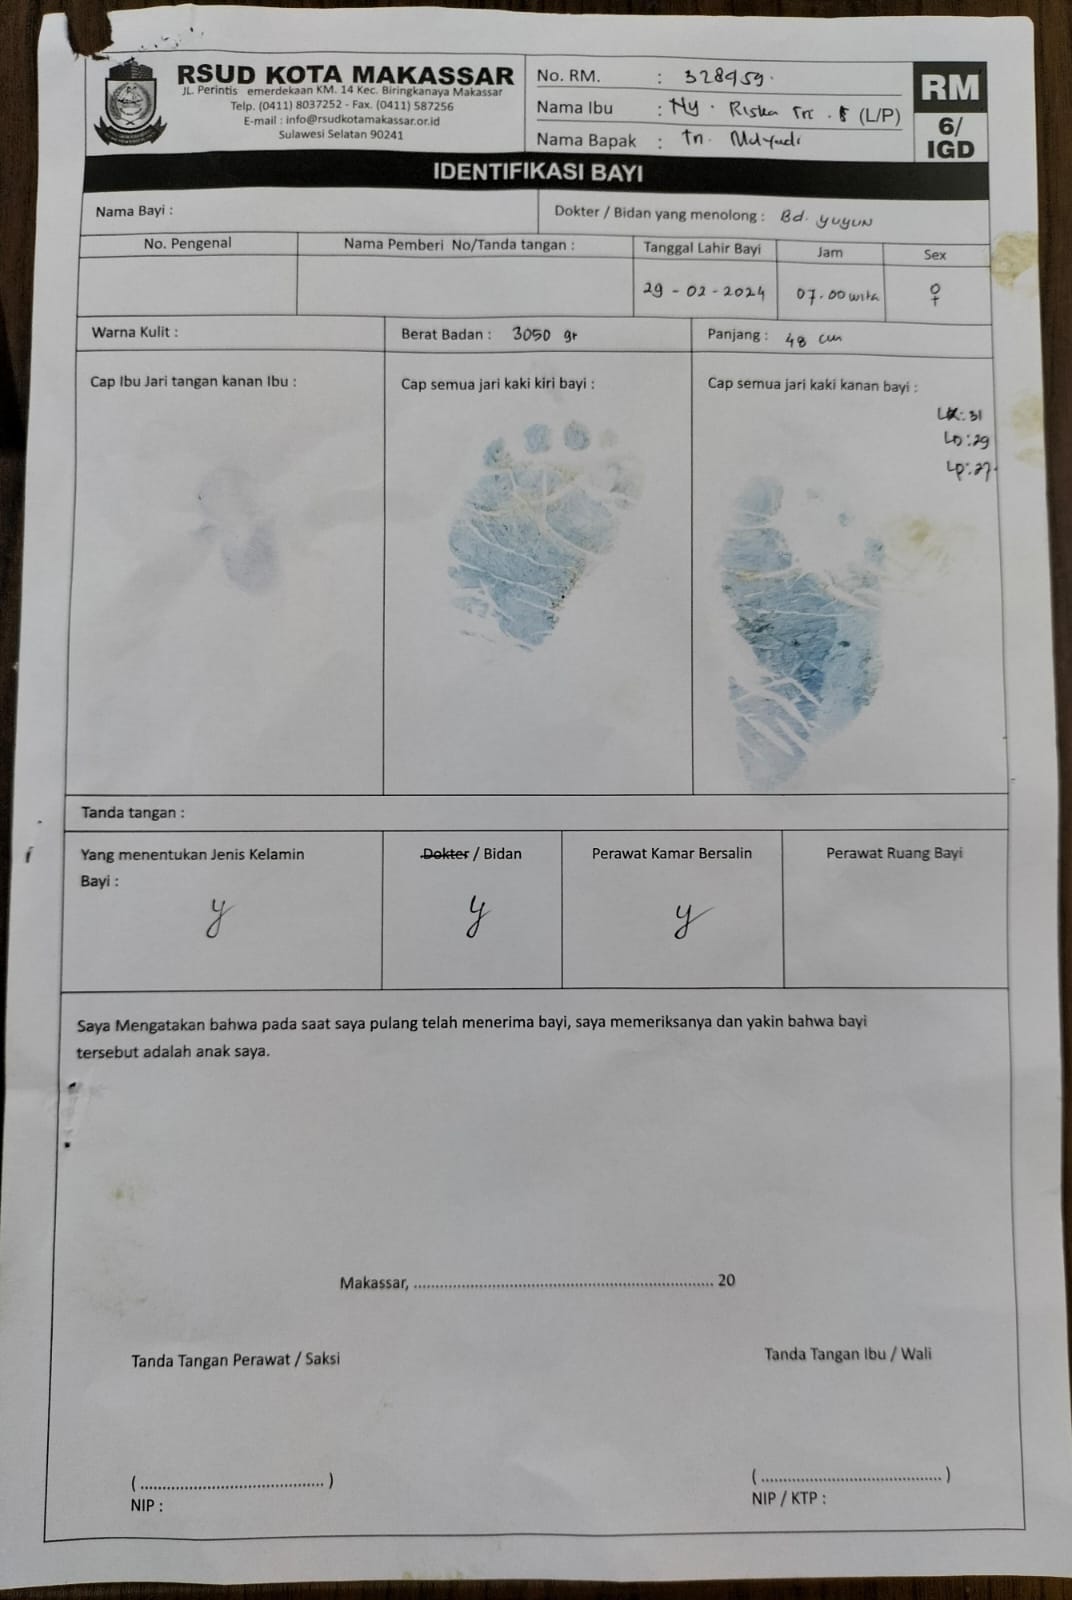 RSUD KOTA MAKASSAR
JL. Perintis emerdekaan KM. 14 Kec. Biringkanaya Makassar
Telp. (0411) 8037252 - Fax. (0411) 587256
E-mail : info@rsudkotamakassar.or.id
Sulawesi Selatan 90241
No. RM. : 328959.
Nama Ibu : Ny. Riska Tri . (L/P)
Nama Bapak : Tn.
RM
6/
IGD
IDENTIFIKASI BAYI
Nama Bayi :
Dokter / Bidan yang menolong : Bd. yuyun
No. Pengenal
Nama Pemberi No/Tanda tangan :
Tanggal Lahir Bayi
Jam
Sex
29 - 02 - 2024
07.00 wita
♀
Warna Kulit :
Berat Badan : 3050 gr
Panjang : 48 cm
Cap Ibu Jari tangan kanan Ibu :
Cap semua jari kaki kiri bayi :
Cap semua jari kaki kanan bayi :
LK: 31
LD: 29
LP: 27
Tanda tangan :
Yang menentukan Jenis Kelamin
Bayi :
Dokter / Bidan
Perawat Kamar Bersalin
Perawat Ruang Bayi
y
y
y
Saya Mengatakan bahwa pada saat saya pulang telah menerima bayi, saya memeriksanya dan yakin bahwa bayi
tersebut adalah anak saya.
Makassar, ...................................................................... 20
Tanda Tangan Perawat / Saksi
Tanda Tangan Ibu / Wali
( ........................................... )
NIP :
( .......................................... )
NIP / KTP :